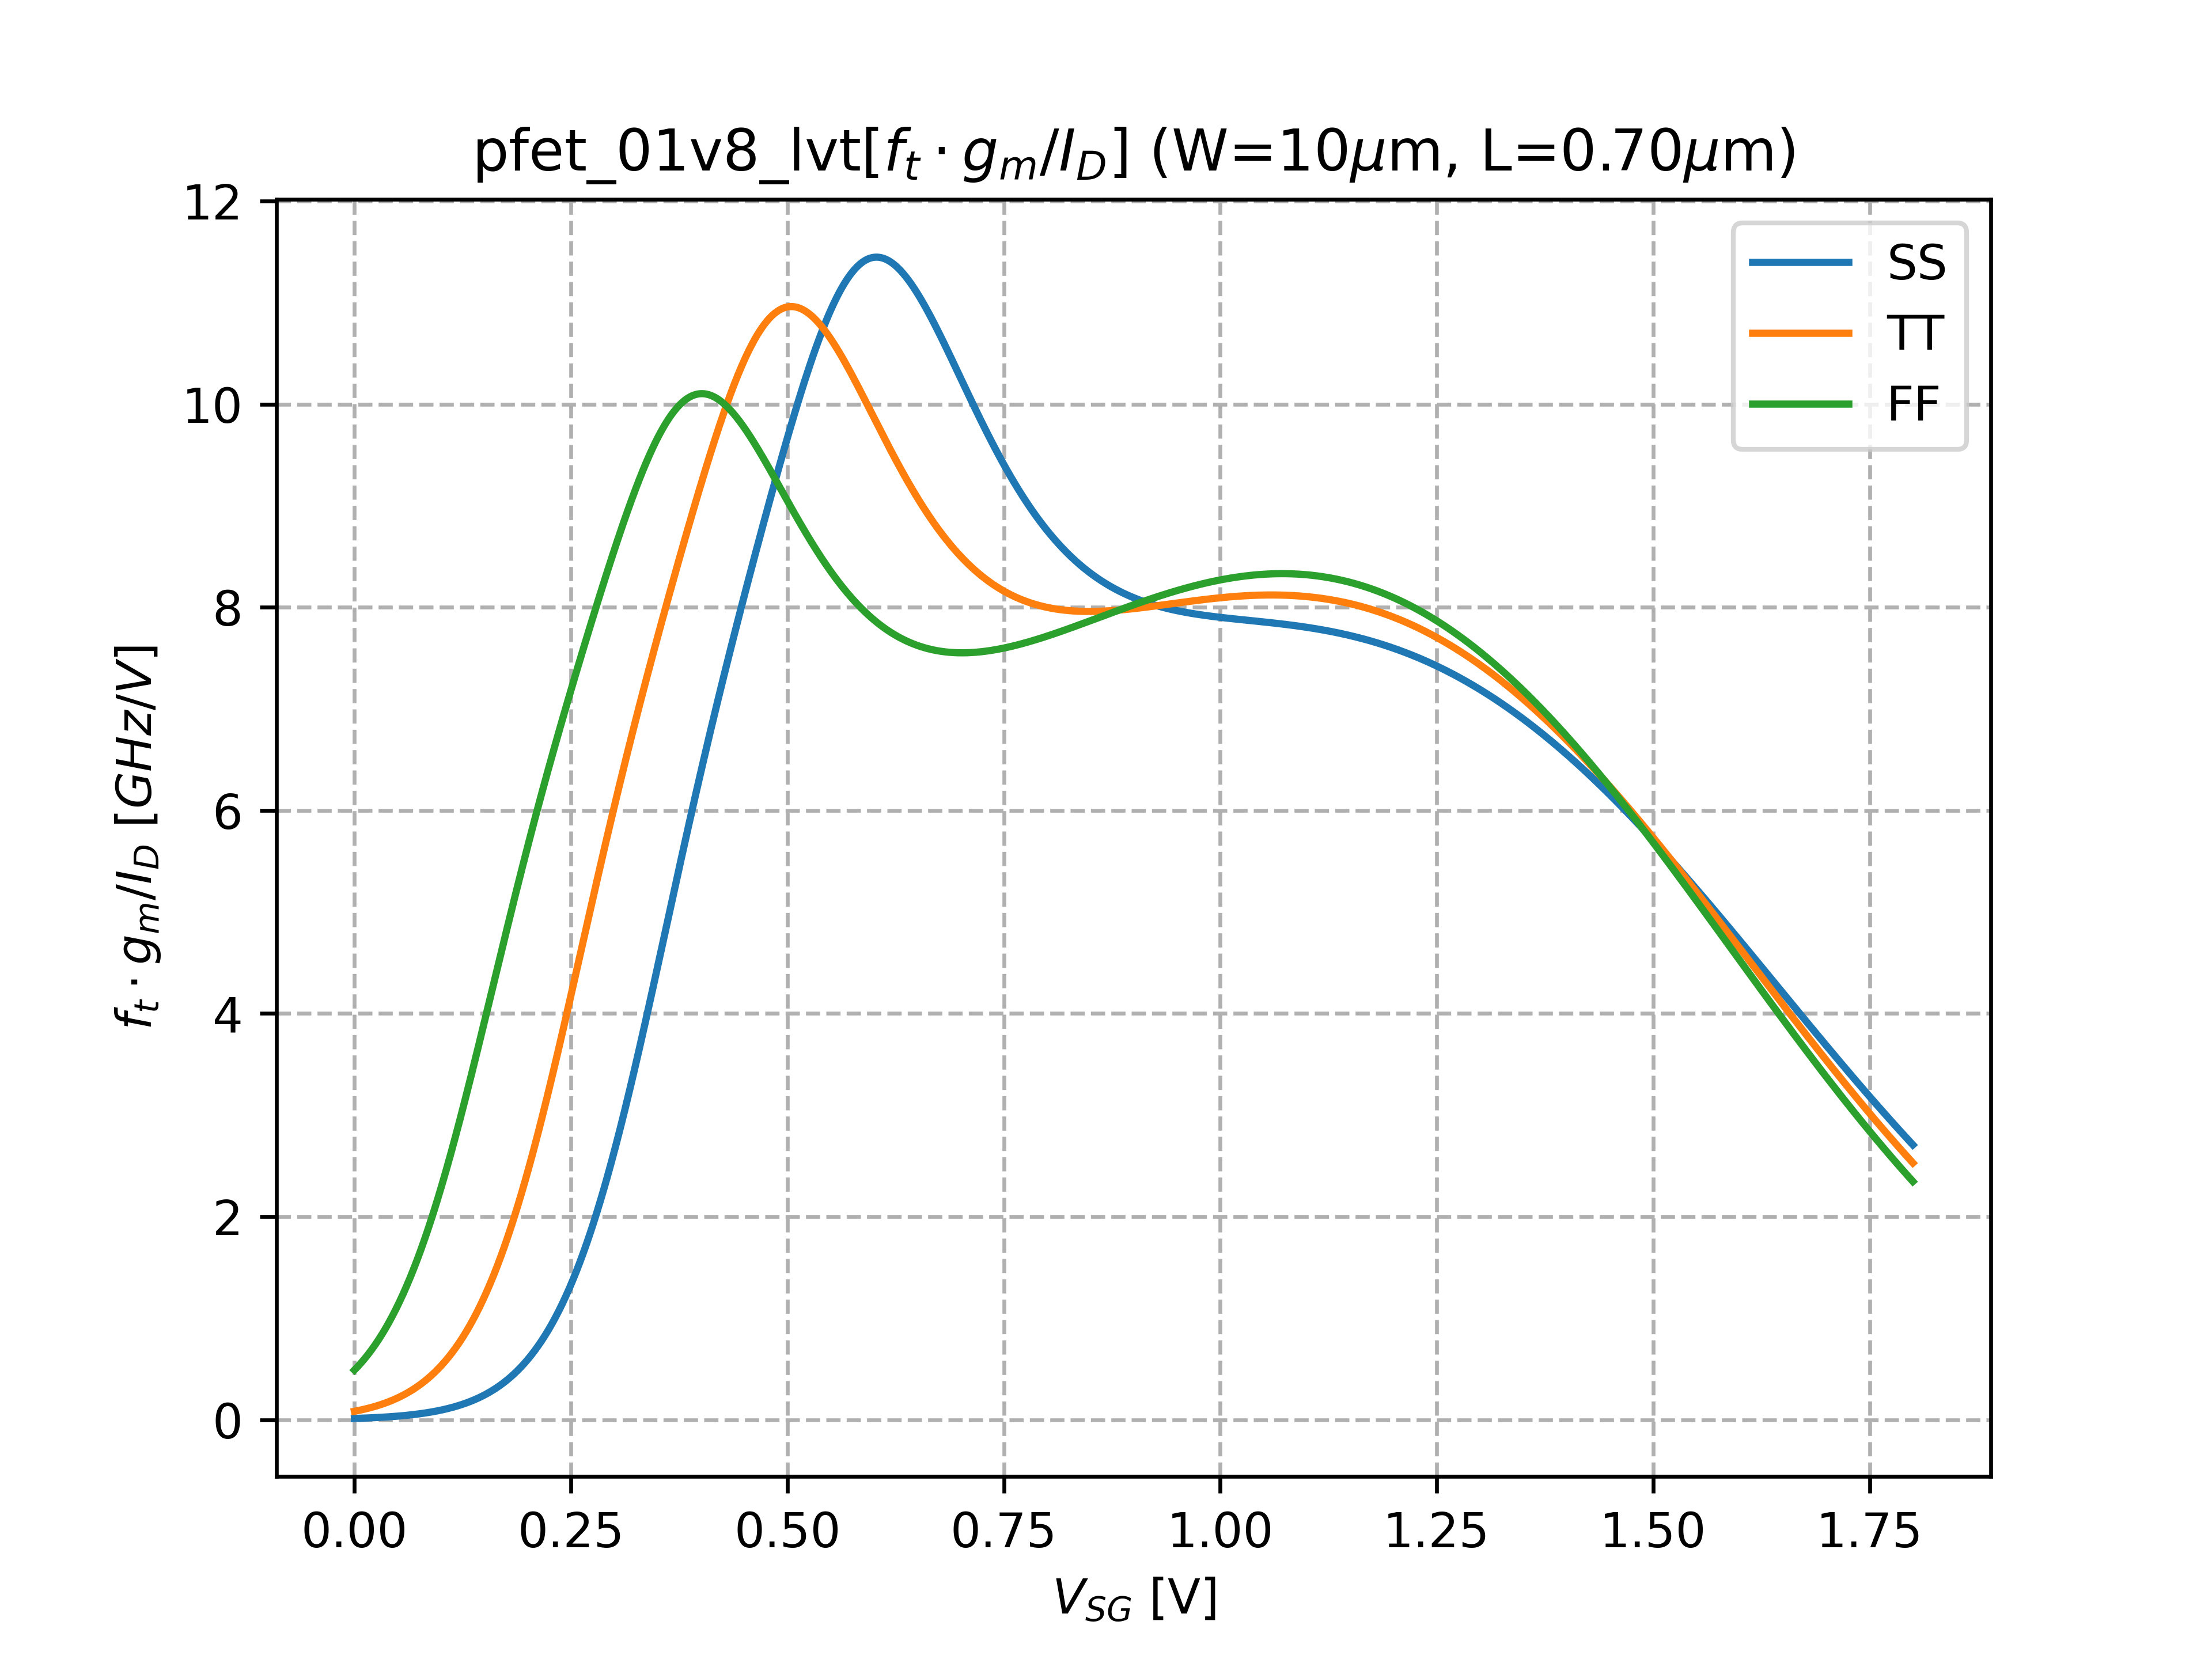 pfet_01v8_lvt[f_t · g_m/I_D] (W=10μm, L=0.70μm)
12
10
8
6
4
2
0
f_t · g_m/I_D [GHz/V]
SS
TT
FF
0.00 0.25 0.50 0.75 1.00 1.25 1.50 1.75
V_SG [V]